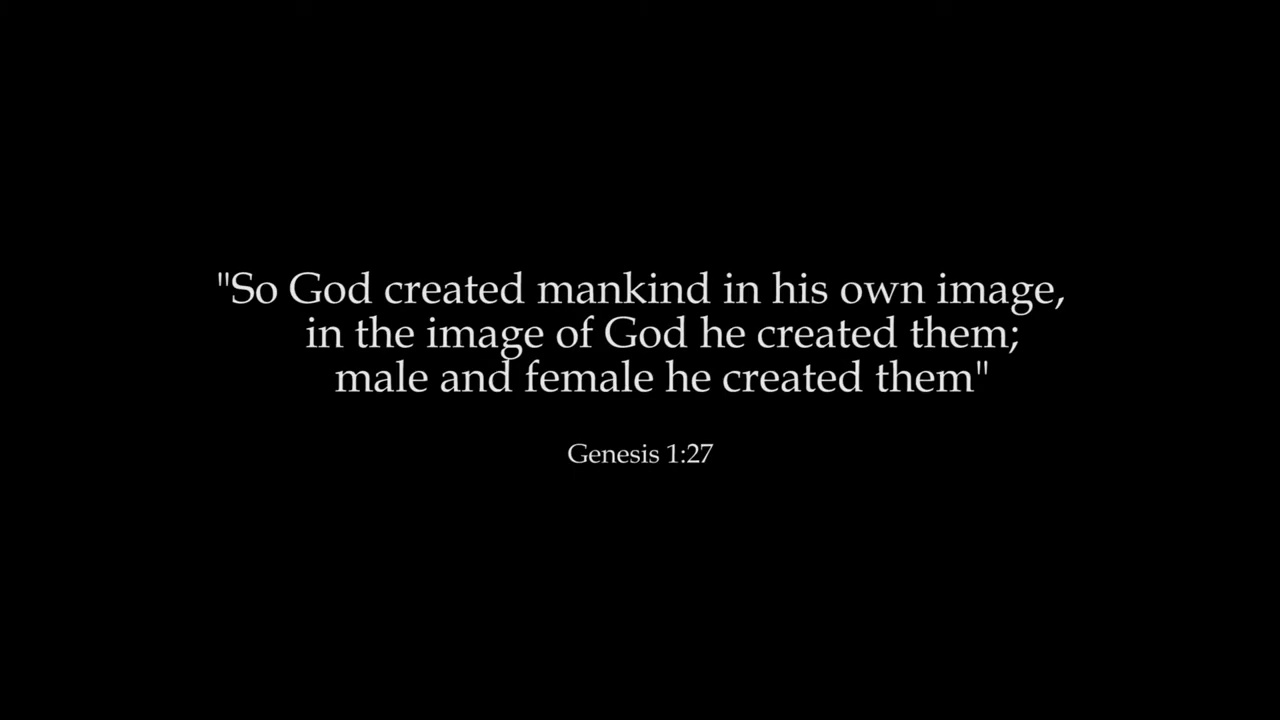 "So God created mankind in his own image,
in the image of God he created them;
male and female he created them"
Genesis 1:27